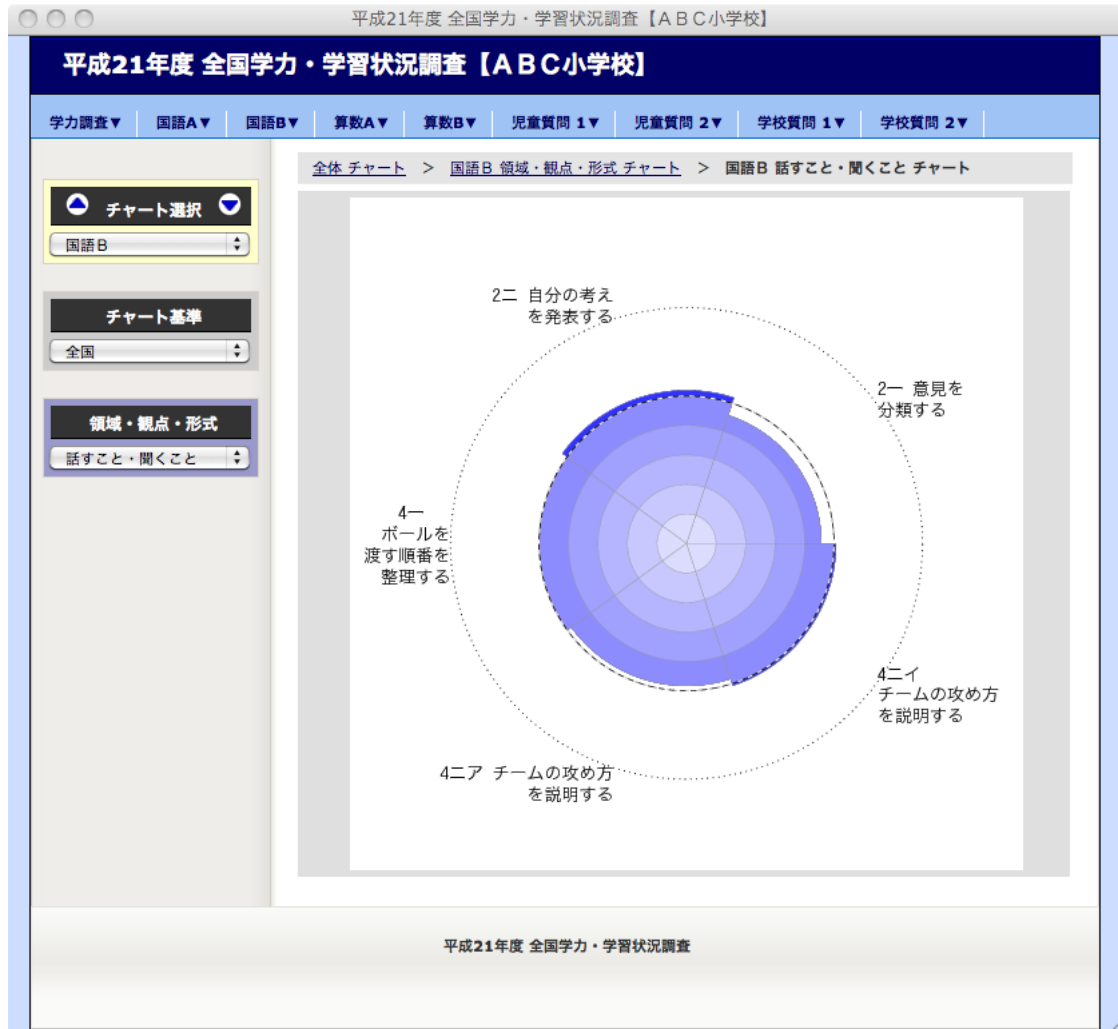 平成21年度 全国学力・学習状況調査【ＡＢＣ小学校】
平成21年度 全国学力・学習状況調査【ＡＢＣ小学校】
学力調査▼ 国語A▼ 国語B▼ 算数A▼ 算数B▼ 児童質問 1▼ 児童質問 2▼ 学校質問 1▼ 学校質問 2▼
全体 チャート > 国語B 領域・観点・形式 チャート > 国語B 話すこと・聞くこと チャート
チャート選択
国語B
チャート基準
全国
領域・観点・形式
話すこと・聞くこと
2二 自分の考え
を発表する
2一 意見を
分類する
4一
ボールを
渡す順番を
整理する
4二イ
チームの攻め方
を説明する
4二ア チームの攻め方
を説明する
平成21年度 全国学力・学習状況調査